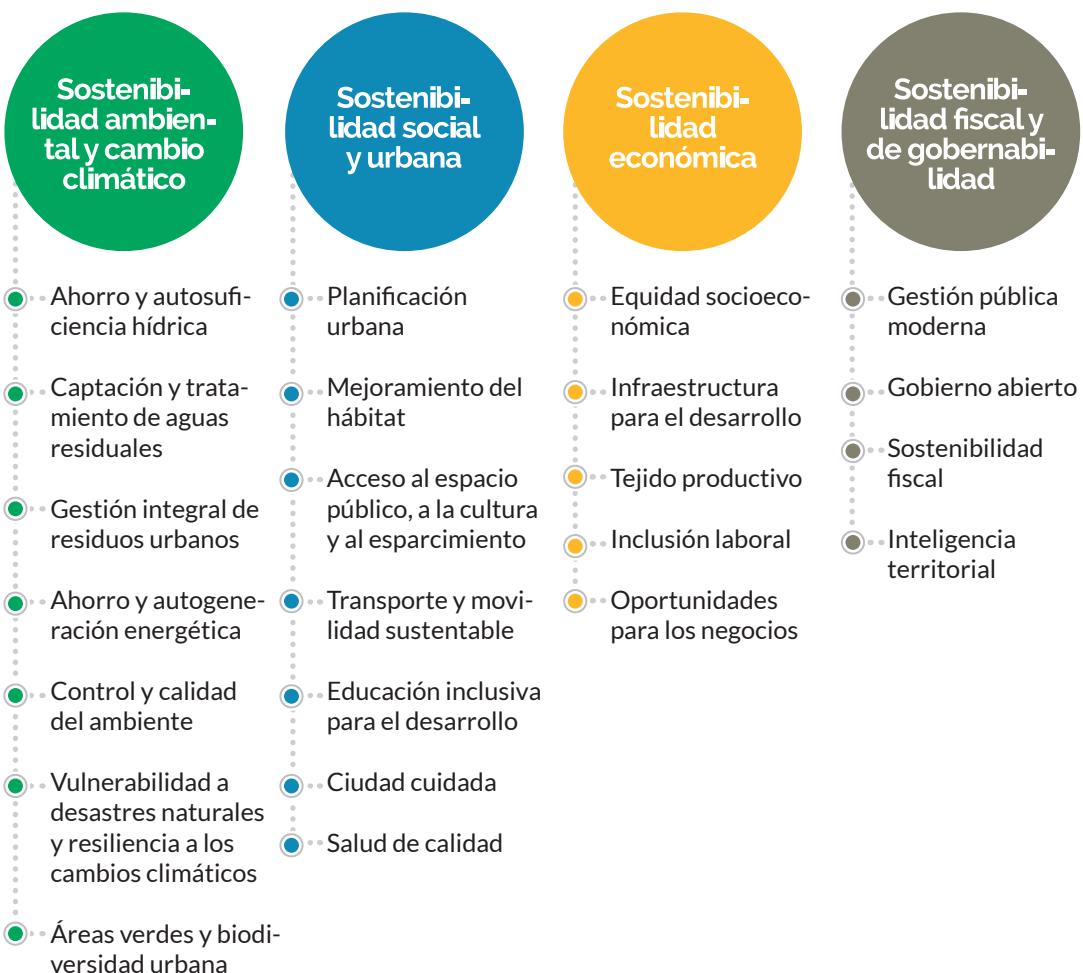 Sostenibi-
lidad ambien-
tal y cambio
climático
Ahorro y autosufi-
ciencia hídrica
Captación y trata-
miento de aguas
residuales
Gestión integral de
residuos urbanos
Ahorro y autogene-
ración energética
Control y calidad
del ambiente
Vulnerabilidad a
desastres naturales
y resiliencia a los
cambios climáticos
Áreas verdes y biodi-
versidad urbana
Sostenibi-
lidad social
y urbana
Planificación
urbana
Mejoramiento del
hábitat
Acceso al espacio
público, a la cultura
y al esparcimiento
Transporte y movi-
lidad sustentable
Educación inclusiva
para el desarrollo
Ciudad cuidada
Salud de calidad
Sostenibi-
lidad
económica
Equidad socioeco-
nómica
Infraestructura
para el desarrollo
Tejido productivo
Inclusión laboral
Oportunidades
para los negocios
Sostenibi-
lidad fiscal y
de gobernabi-
lidad
Gestión pública
moderna
Gobierno abierto
Sostenibilidad
fiscal
Inteligencia
territorial